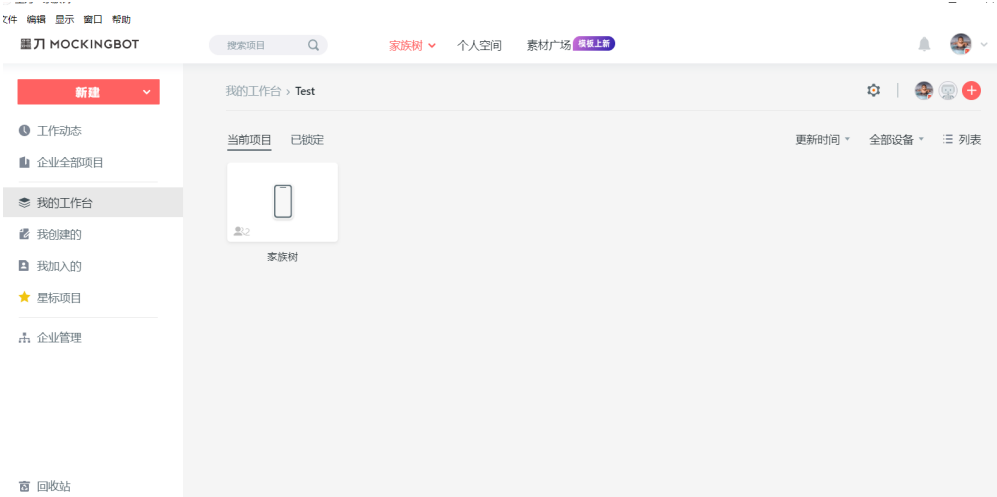 文件 编辑 显示 窗口 帮助
墨刀 MOCKINGBOT
搜索项目
家族树 个人空间 素材广场 模板上新
新建
我的工作台 › Test
工作动态
企业全部项目
当前项目 已锁定
更新时间 全部设备 列表
我的工作台
2
我创建的
家族树
我加入的
星标项目
企业管理
回收站